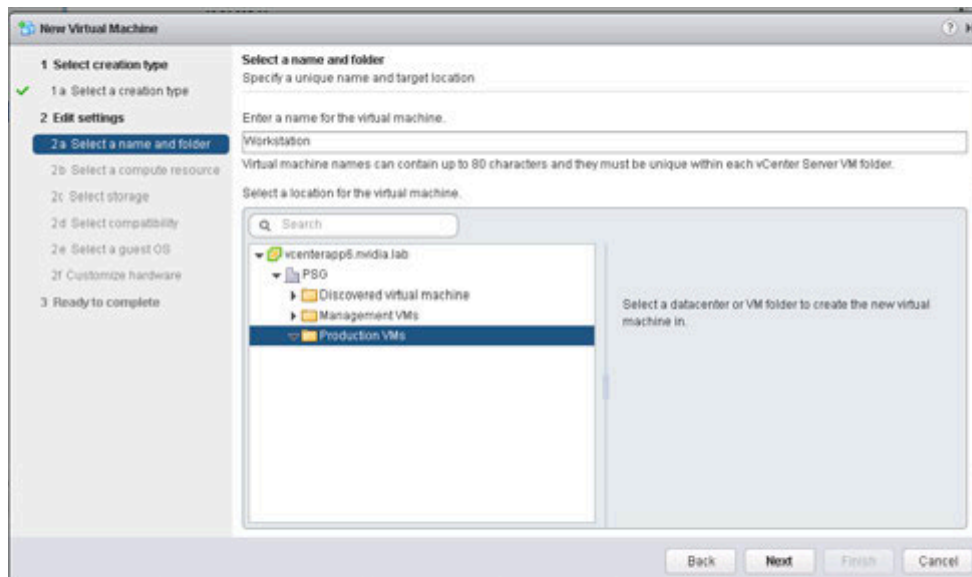 New Virtual Machine
1 Select creation type
1a Select a creation type
2 Edit settings
2a Select a name and folder
2b Select a compute resource
2c Select storage
2d Select compatibility
2e Select a guest OS
2f Customize hardware
3 Ready to complete
Select a name and folder
Specify a unique name and target location
Enter a name for the virtual machine.
Workstation
Virtual machine names can contain up to 80 characters and they must be unique within each vCenter Server VM folder.
Select a location for the virtual machine.
Search
vcenterapp6.nvidia.lab
PSG
Discovered virtual machine
Management VMs
Production VMs
Select a datacenter or VM folder to create the new virtual
machine in.
Back Next Finish Cancel